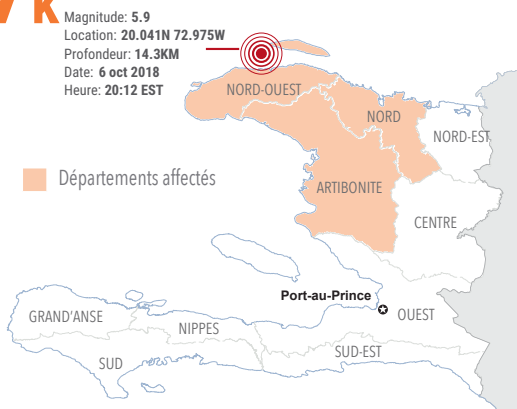 Magnitude: 5.9
Location: 20.041N 72.975W
Profondeur: 14.3KM
Date: 6 oct 2018
Heure: 20:12 EST
NORD-OUEST
NORD
NORD-EST
Départements affectés
ARTIBONITE
CENTRE
Port-au-Prince
OUEST
GRAND'ANSE
NIPPES
SUD-EST
SUD